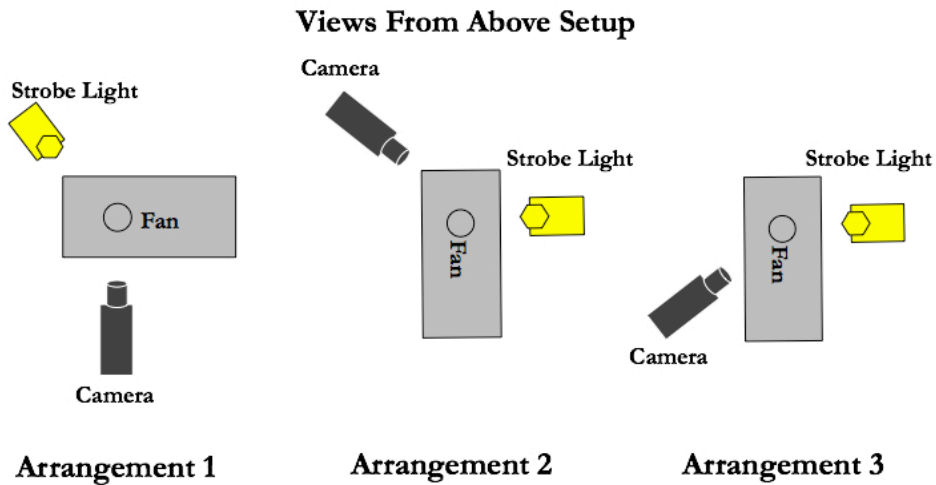 Views From Above Setup
Camera
Strobe Light
Strobe Light
Strobe Light
Fan
Fan
Fan
Camera
Camera
Arrangement 1
Arrangement 2
Arrangement 3